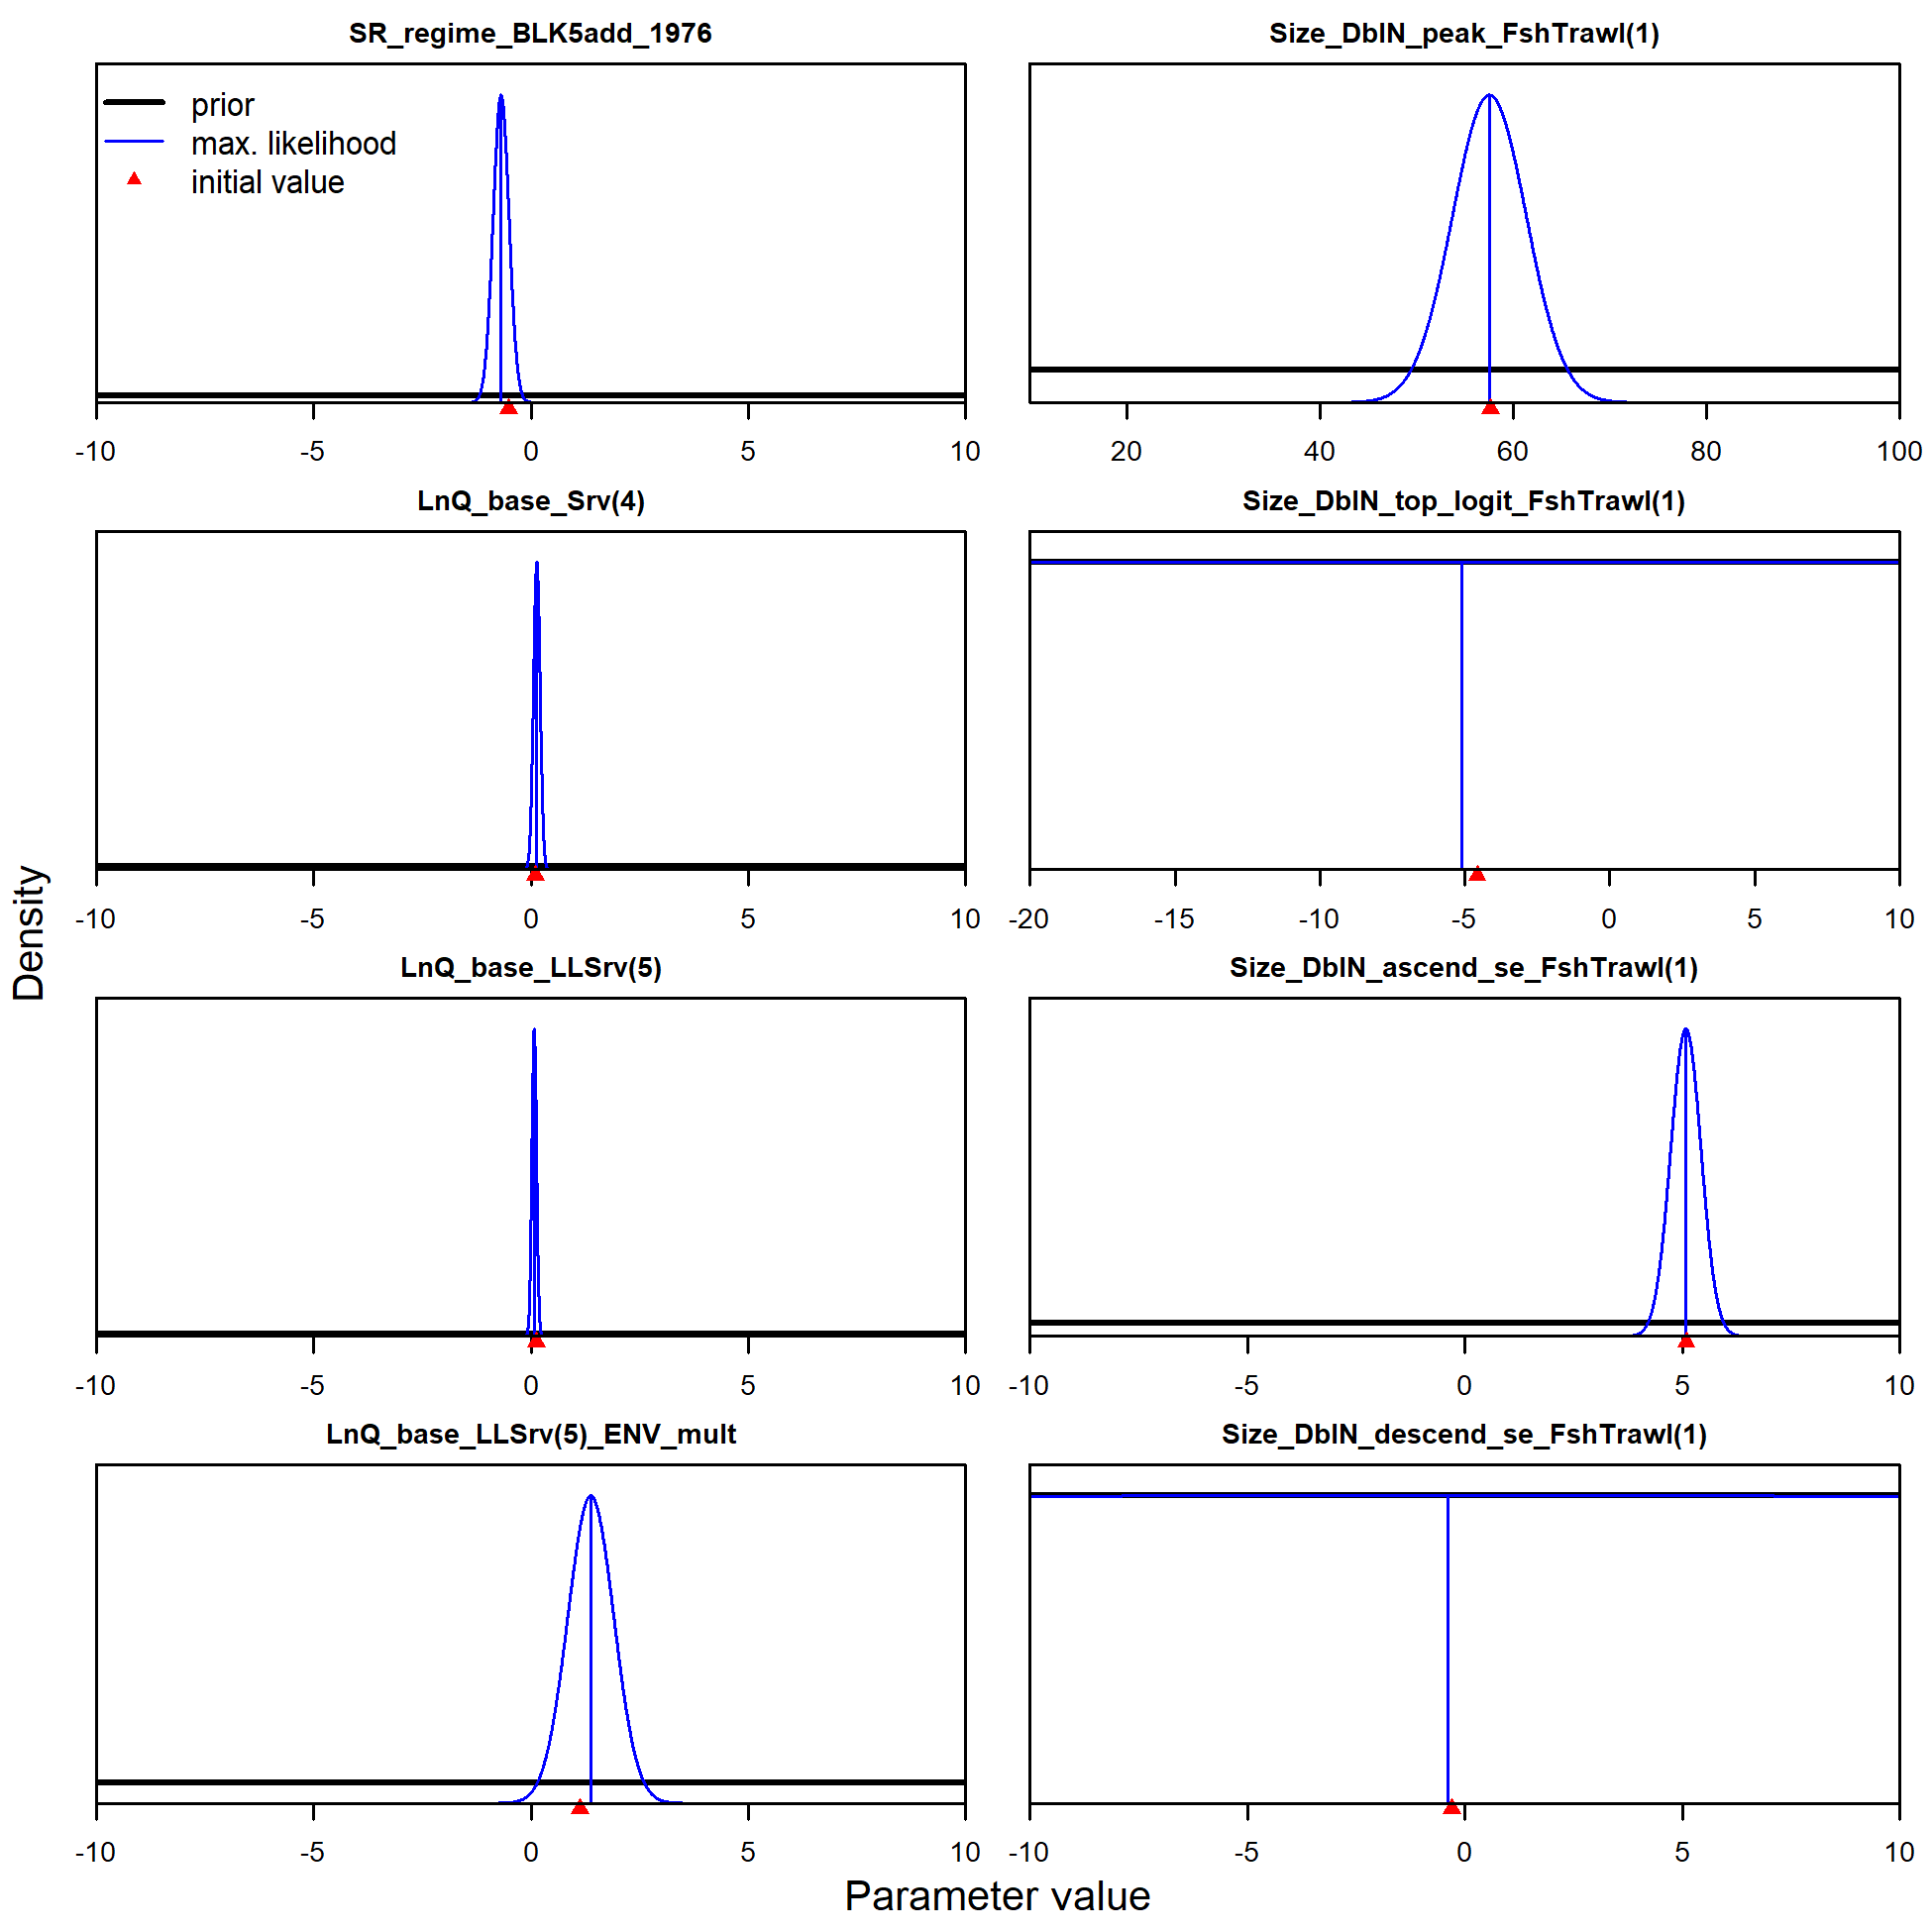 SR_regime_BLK5add_1976
prior
max. likelihood
initial value
-10 -5 0 5 10
Size_DblN_peak_FshTrawl(1)
20 40 60 80 100
LnQ_base_Srv(4)
-10 -5 0 5 10
Size_DblN_top_logit_FshTrawl(1)
-20 -15 -10 -5 0 5 10
LnQ_base_LLSrv(5)
-10 -5 0 5 10
Size_DblN_ascend_se_FshTrawl(1)
-10 -5 0 5 10
LnQ_base_LLSrv(5)_ENV_mult
-10 -5 0 5 10
Size_DblN_descend_se_FshTrawl(1)
-10 -5 0 5 10
Density
Parameter value